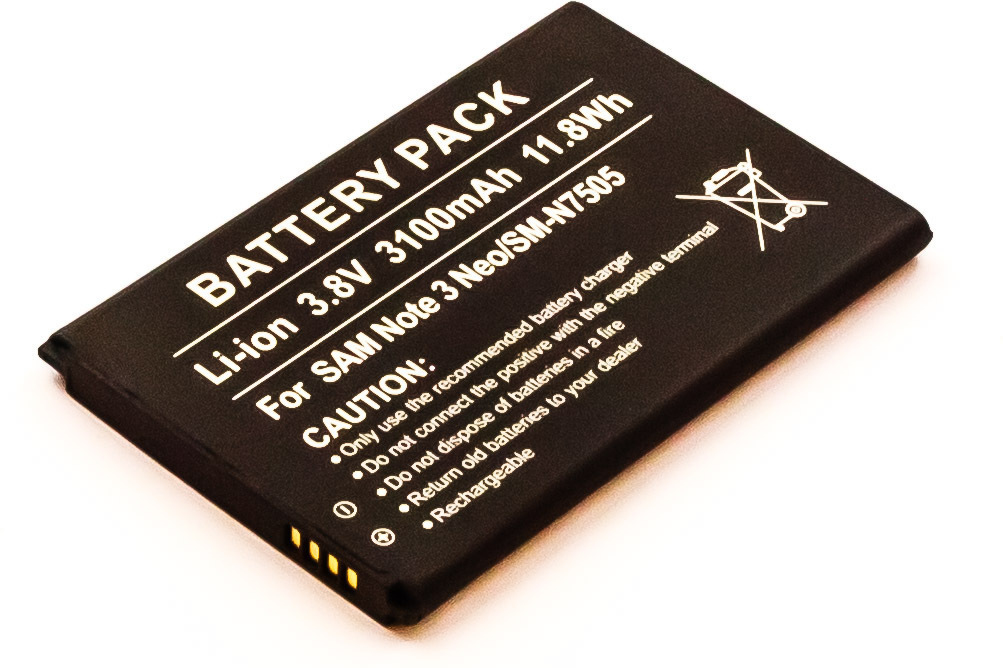 BATTERY PACK
Li-ion 3.8V 3100mAh 11.8Wh
For SAM Note 3 Neo/SM-N7505
CAUTION:
•Only use the recommended battery charger
•Do not connect the positive with the negative terminal
•Do not dispose of batteries in a fire
•Return old batteries to your dealer
•Rechargeable